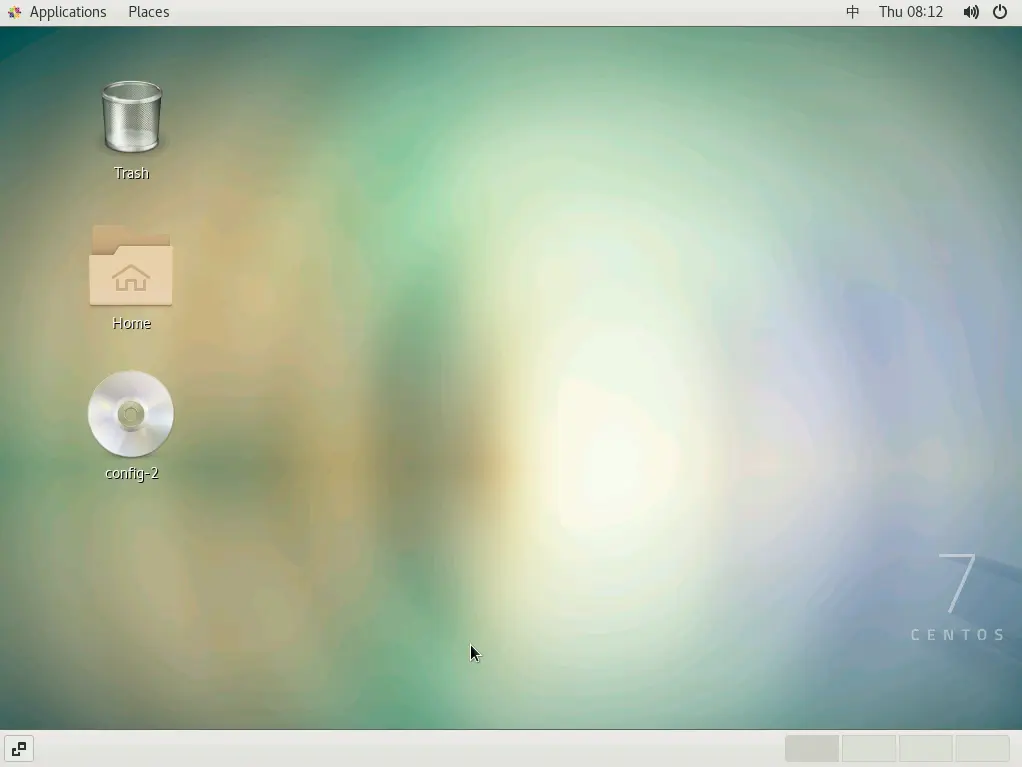 Applications Places 中 Thu 08:12
Trash
Home
config-2
7
CENTOS